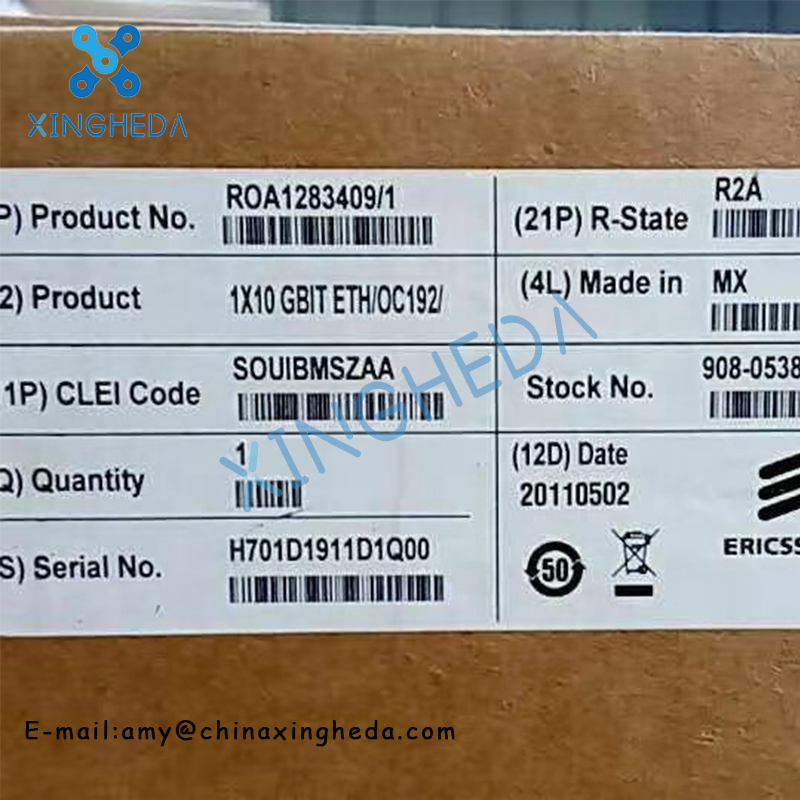 XINGHEDA
P) Product No.
ROA1283409/1
(21P) R-State
R2A
2) Product
1X10 GBIT ETH/OC192/
(4L) Made in
MX
1P) CLEI Code
SOUIBMSZAA
Stock No.
908-0538
Q) Quantity
1
(12D) Date
20110502
S) Serial No.
H701D1911D1Q00
50
ERICSS
XINGHEDA
E-mail:amy@chinaxingheda.com